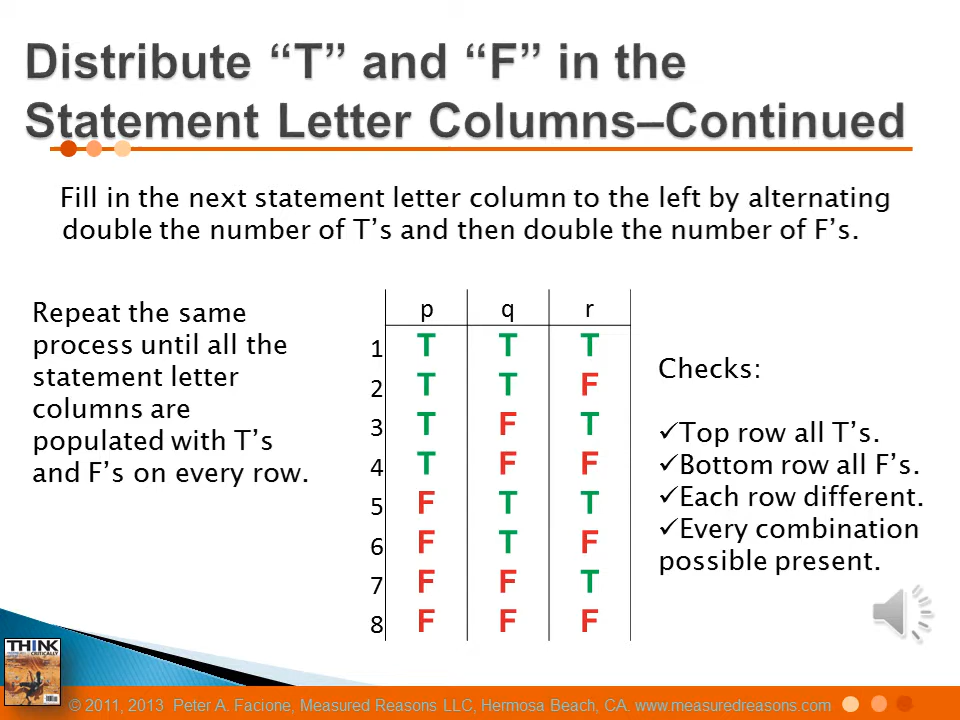 Distribute “T” and “F” in the
Statement Letter Columns–Continued
Fill in the next statement letter column to the left by alternating
double the number of T’s and then double the number of F’s.
Repeat the same
process until all the
statement letter
columns are
populated with T’s
and F’s on every row.
p q r
1 T T T
2 T T F
3 T F T
4 T F F
5 F T T
6 F T F
7 F F T
8 F F F
Checks:
✓Top row all T’s.
✓Bottom row all F’s.
✓Each row different.
✓Every combination
possible present.
THINK
CRITICALLY
© 2011, 2013 Peter A. Facione, Measured Reasons LLC, Hermosa Beach, CA. www.measuredreasons.com